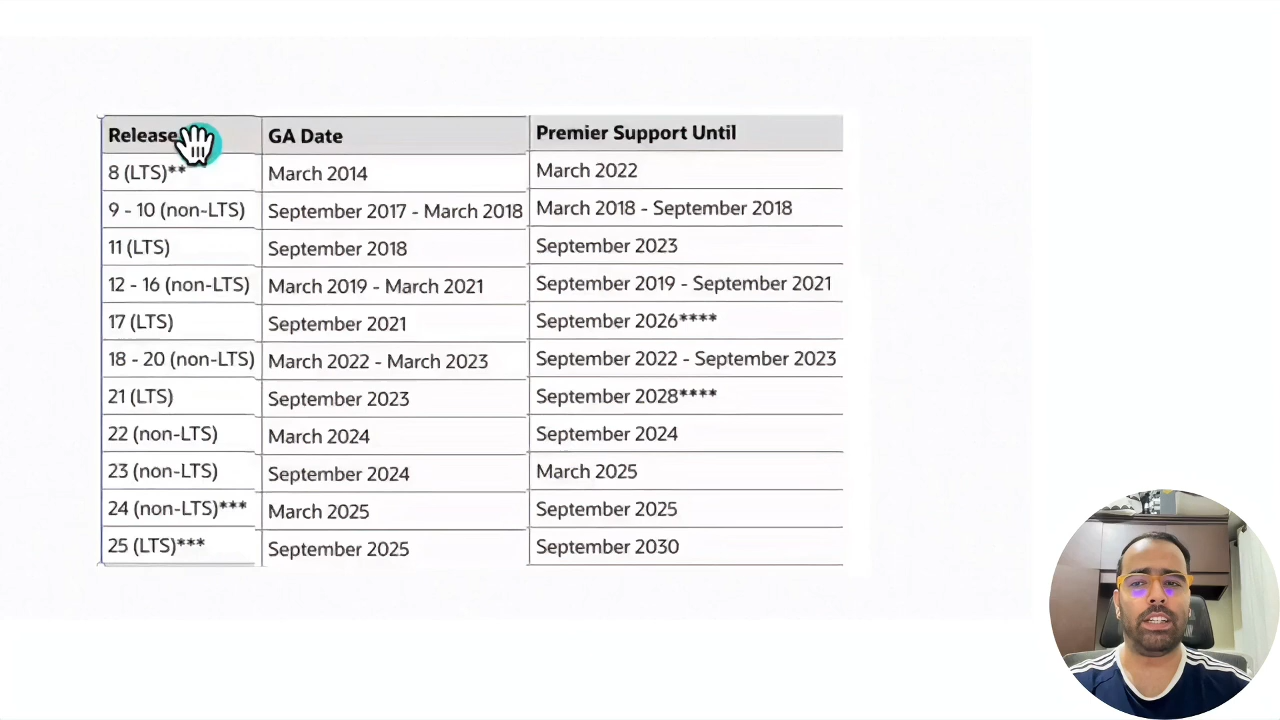 Release GA Date Premier Support Until
8 (LTS)** March 2014 March 2022
9 - 10 (non-LTS) September 2017 - March 2018 March 2018 - September 2018
11 (LTS) September 2018 September 2023
12 - 16 (non-LTS) March 2019 - March 2021 September 2019 - September 2021
17 (LTS) September 2021 September 2026****
18 - 20 (non-LTS) March 2022 - March 2023 September 2022 - September 2023
21 (LTS) September 2023 September 2028****
22 (non-LTS) March 2024 September 2024
23 (non-LTS) September 2024 March 2025
24 (non-LTS)*** March 2025 September 2025
25 (LTS)*** September 2025 September 2030